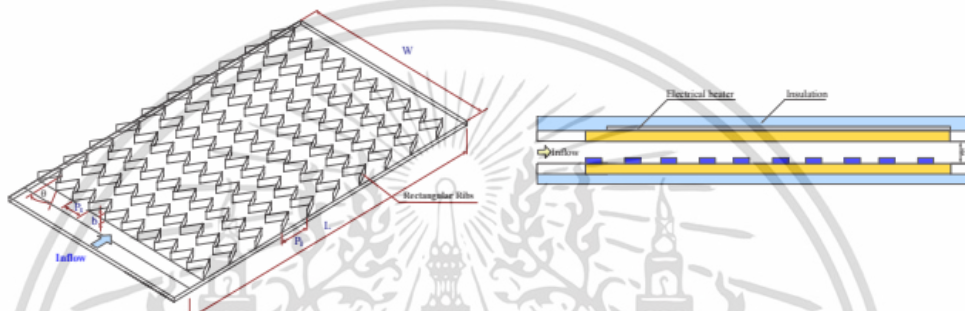 W
θ
b
Inflow
L
Rectangular Ribs
Electrical heater
Insulation
Inflow